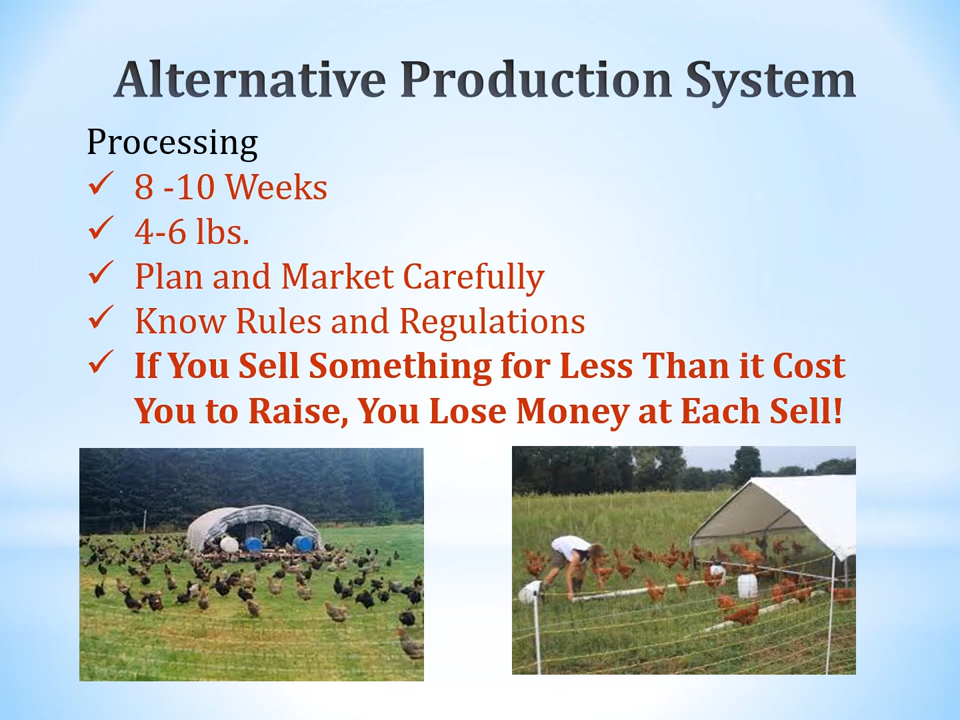 Alternative Production System
Processing
✓ 8 -10 Weeks
✓ 4-6 lbs.
✓ Plan and Market Carefully
✓ Know Rules and Regulations
✓ If You Sell Something for Less Than it Cost
You to Raise, You Lose Money at Each Sell!